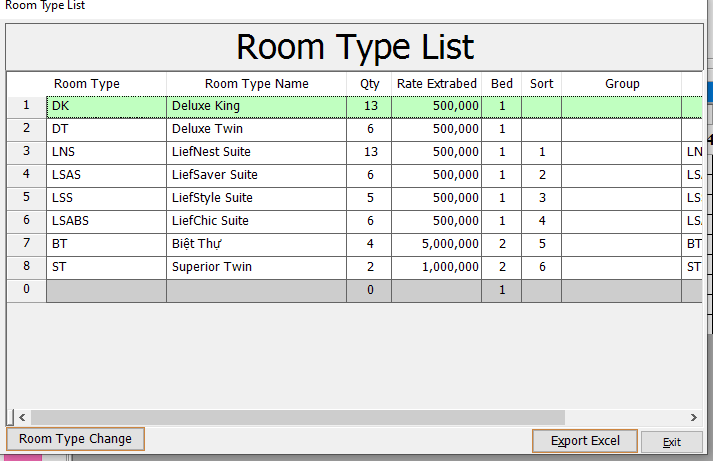 Room Type List
Room Type List
Room Type Room Type Name Qty Rate Extrabed Bed Sort Group
1 DK Deluxe King 13 500,000 1
2 DT Deluxe Twin 6 500,000 1
3 LNS LiefNest Suite 13 500,000 1 1 LN
4 LSAS LiefSaver Suite 6 500,000 1 2 LSA
5 LSS LiefStyle Suite 5 500,000 1 3 LSS
6 LSABS LiefChic Suite 6 500,000 1 4 LSA
7 BT Biệt Thự 4 5,000,000 2 5 BT
8 ST Superior Twin 2 1,000,000 2 6 ST
0 0 1
Room Type Change Export Excel Exit